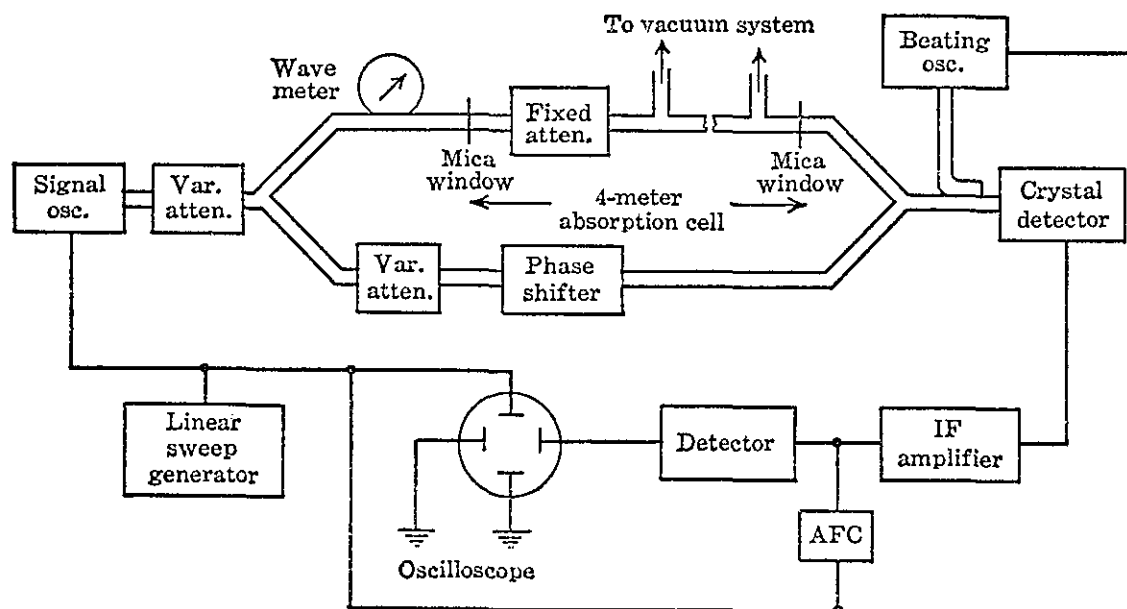 To vacuum system
Beating
osc.
Wave
meter
Fixed
atten.
Mica
window
Mica
window
Signal
osc.
Var.
atten.
4-meter
absorption cell
Crystal
detector
Var.
atten.
Phase
shifter
Linear
sweep
generator
Detector
IF
amplifier
AFC
Oscilloscope